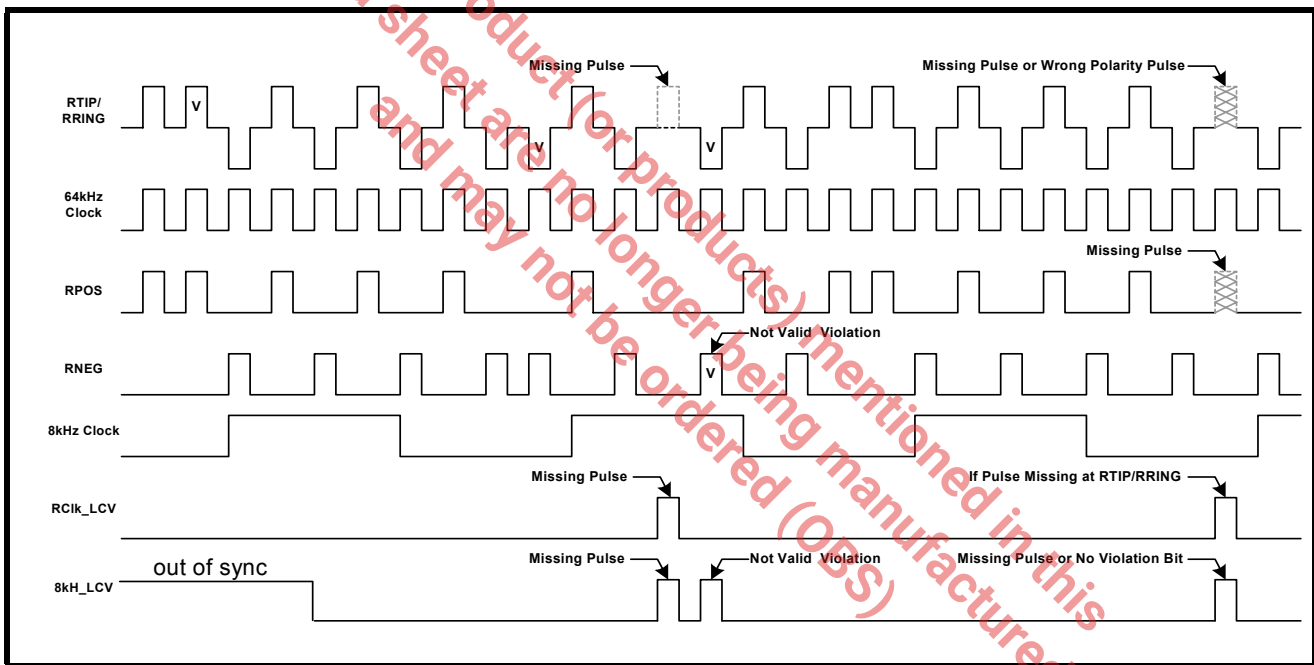 Missing Pulse
Missing Pulse or Wrong Polarity Pulse
RTIP/
RRING
V
V
V
64kHz
Clock
Missing Pulse
RPOS
Not Valid Violation
RNEG
V
8kHz Clock
Missing Pulse
If Pulse Missing at RTIP/RRING
RClk_LCV
out of sync
Missing Pulse
Not Valid Violation
Missing Pulse or No Violation Bit
8kH_LCV
product (or products) mentioned in this
sheet are no longer being manufactured
and may not be ordered (OBS)